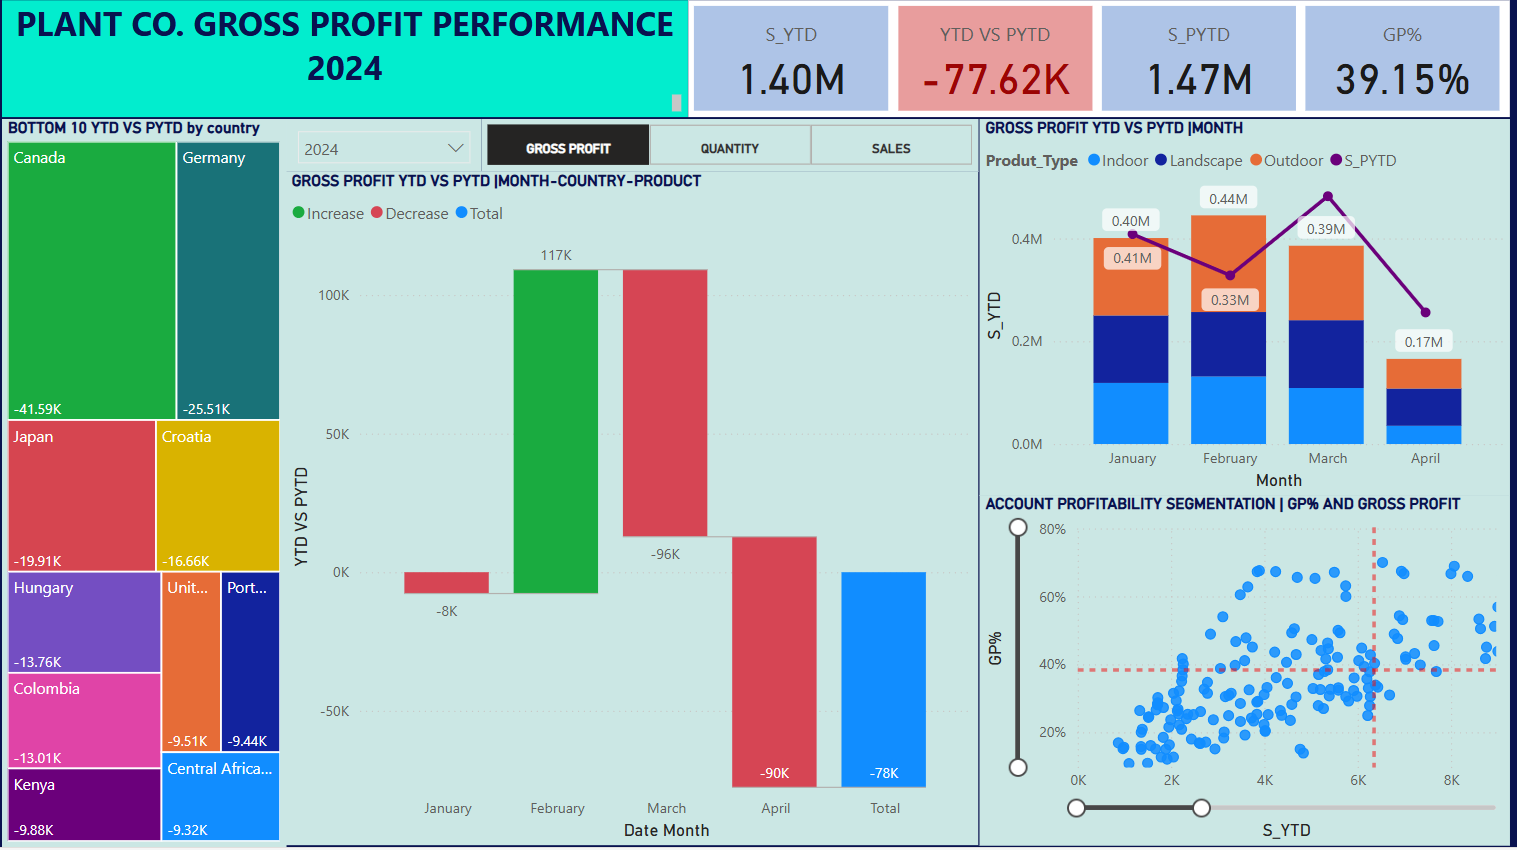 PLANT CO. GROSS PROFIT PERFORMANCE
2024
S_YTD
1.40M
YTD VS PYTD
-77.62K
S_PYTD
1.47M
GP%
39.15%
BOTTOM 10 YTD VS PYTD by country
Canada
-41.59K
Germany
-25.51K
Japan
-19.91K
Croatia
-16.66K
Hungary
-13.76K
Unit...
-9.51K
Port...
-9.44K
Colombia
-13.01K
Kenya
-9.88K
Central Africa...
-9.32K
2024
GROSS PROFIT
QUANTITY
SALES
GROSS PROFIT YTD VS PYTD |MONTH-COUNTRY-PRODUCT
Increase Decrease Total
YTD VS PYTD
100K
50K
0K
-50K
-8K
117K
-96K
-90K
-78K
January February March April Total
Date Month
GROSS PROFIT YTD VS PYTD |MONTH
Produt_Type Indoor Landscape Outdoor S_PYTD
S_YTD
0.4M
0.2M
0.0M
0.40M
0.41M
0.44M
0.33M
0.39M
0.17M
January February March April
Month
ACCOUNT PROFITABILITY SEGMENTATION | GP% AND GROSS PROFIT
GP%
80%
60%
40%
20%
0K 2K 4K 6K 8K
S_YTD